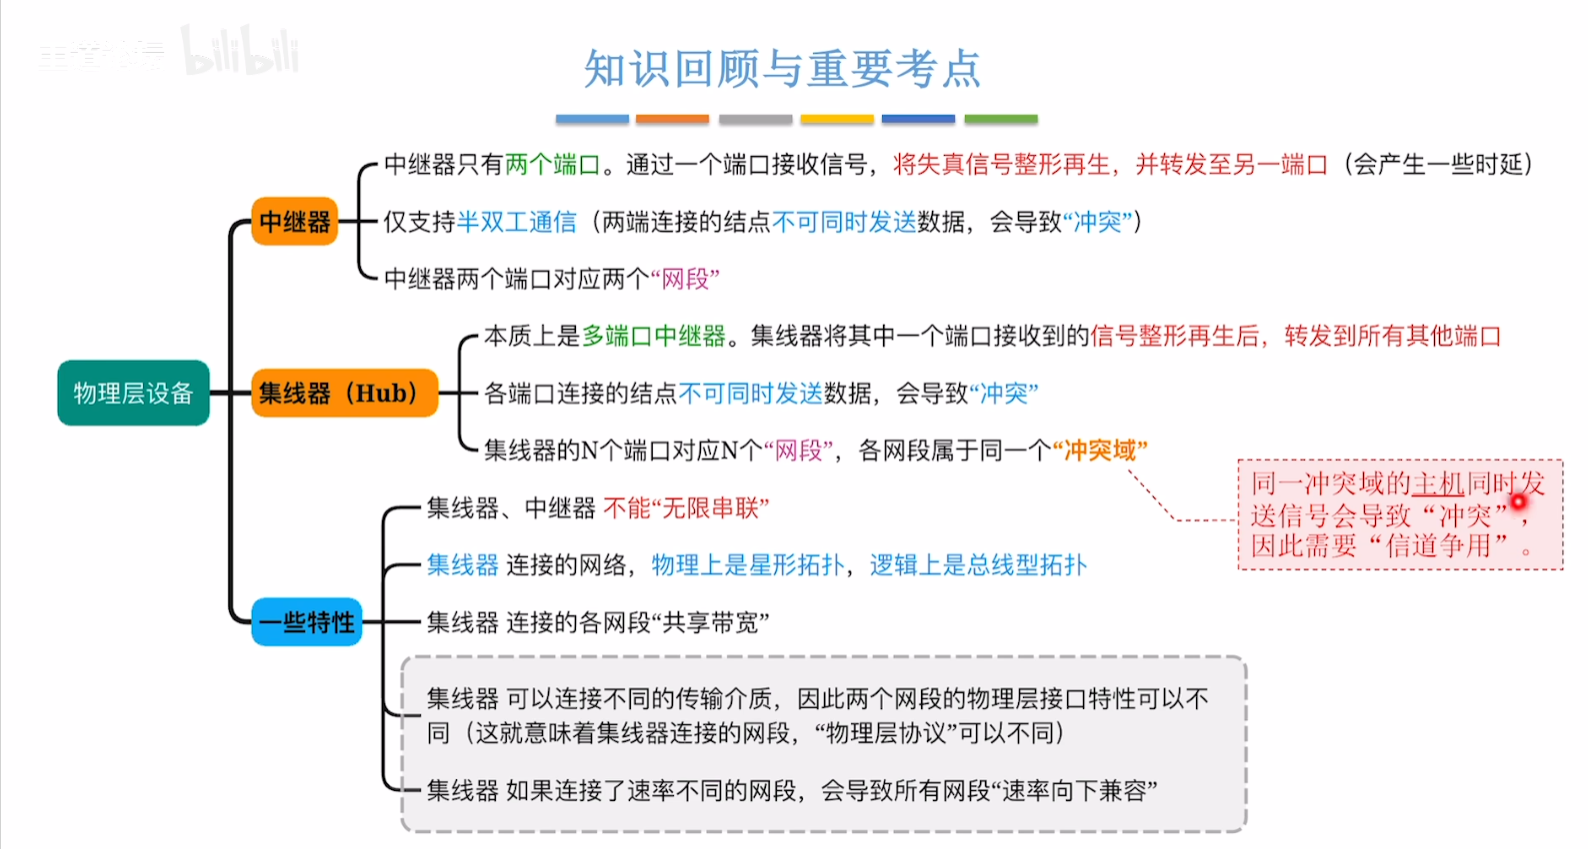 bilibili
知识回顾与重要考点
中继器只有两个端口。通过一个端口接收信号，将失真信号整形再生，并转发至另一端口（会产生一些时延）
中继器
仅支持半双工通信（两端连接的结点不可同时发送数据，会导致“冲突”）
中继器两个端口对应两个“网段”
本质上是多端口中继器。集线器将其中一个端口接收到的信号整形再生后，转发到所有其他端口
物理层设备
集线器（Hub）
各端口连接的结点不可同时发送数据，会导致“冲突”
集线器的N个端口对应N个“网段”，各网段属于同一个“冲突域”
同一冲突域的主机同时发
送信号会导致“冲突”，
因此需要“信道争用”。
集线器、中继器 不能“无限串联”
集线器 连接的网络，物理上是星形拓扑，逻辑上是总线型拓扑
一些特性
集线器 连接的各网段“共享带宽”
集线器 可以连接不同的传输介质，因此两个网段的物理层接口特性可以不
同（这就意味着集线器连接的网段，“物理层协议”可以不同）
集线器 如果连接了速率不同的网段，会导致所有网段“速率向下兼容”